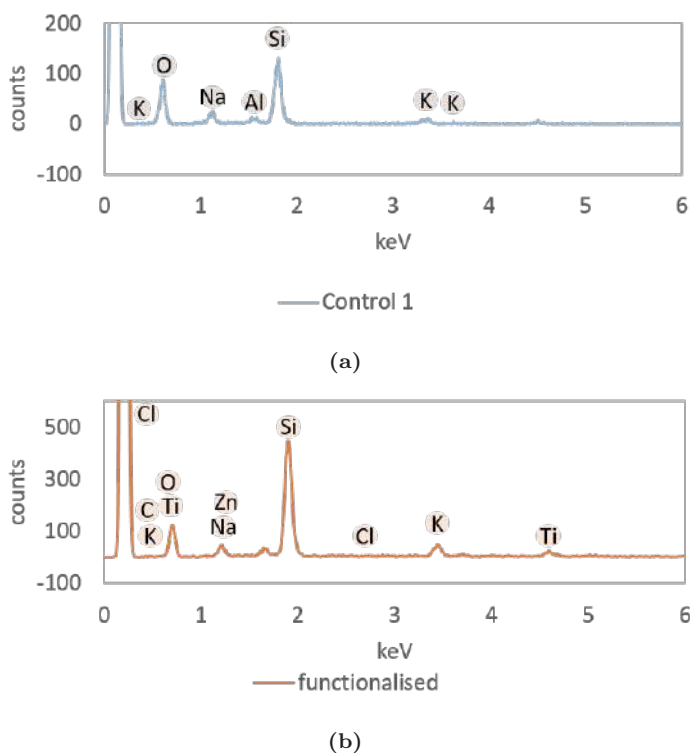 200
Si
100
O
Na
Al
K
K
K
0
-100
counts
0 1 2 3 4 5 6
keV
Control 1
(a)
500
Cl
Si
300
O
Zn
C
Ti
Na
100
K
Cl
K
Ti
-100
counts
0 1 2 3 4 5 6
keV
functionalised
(b)